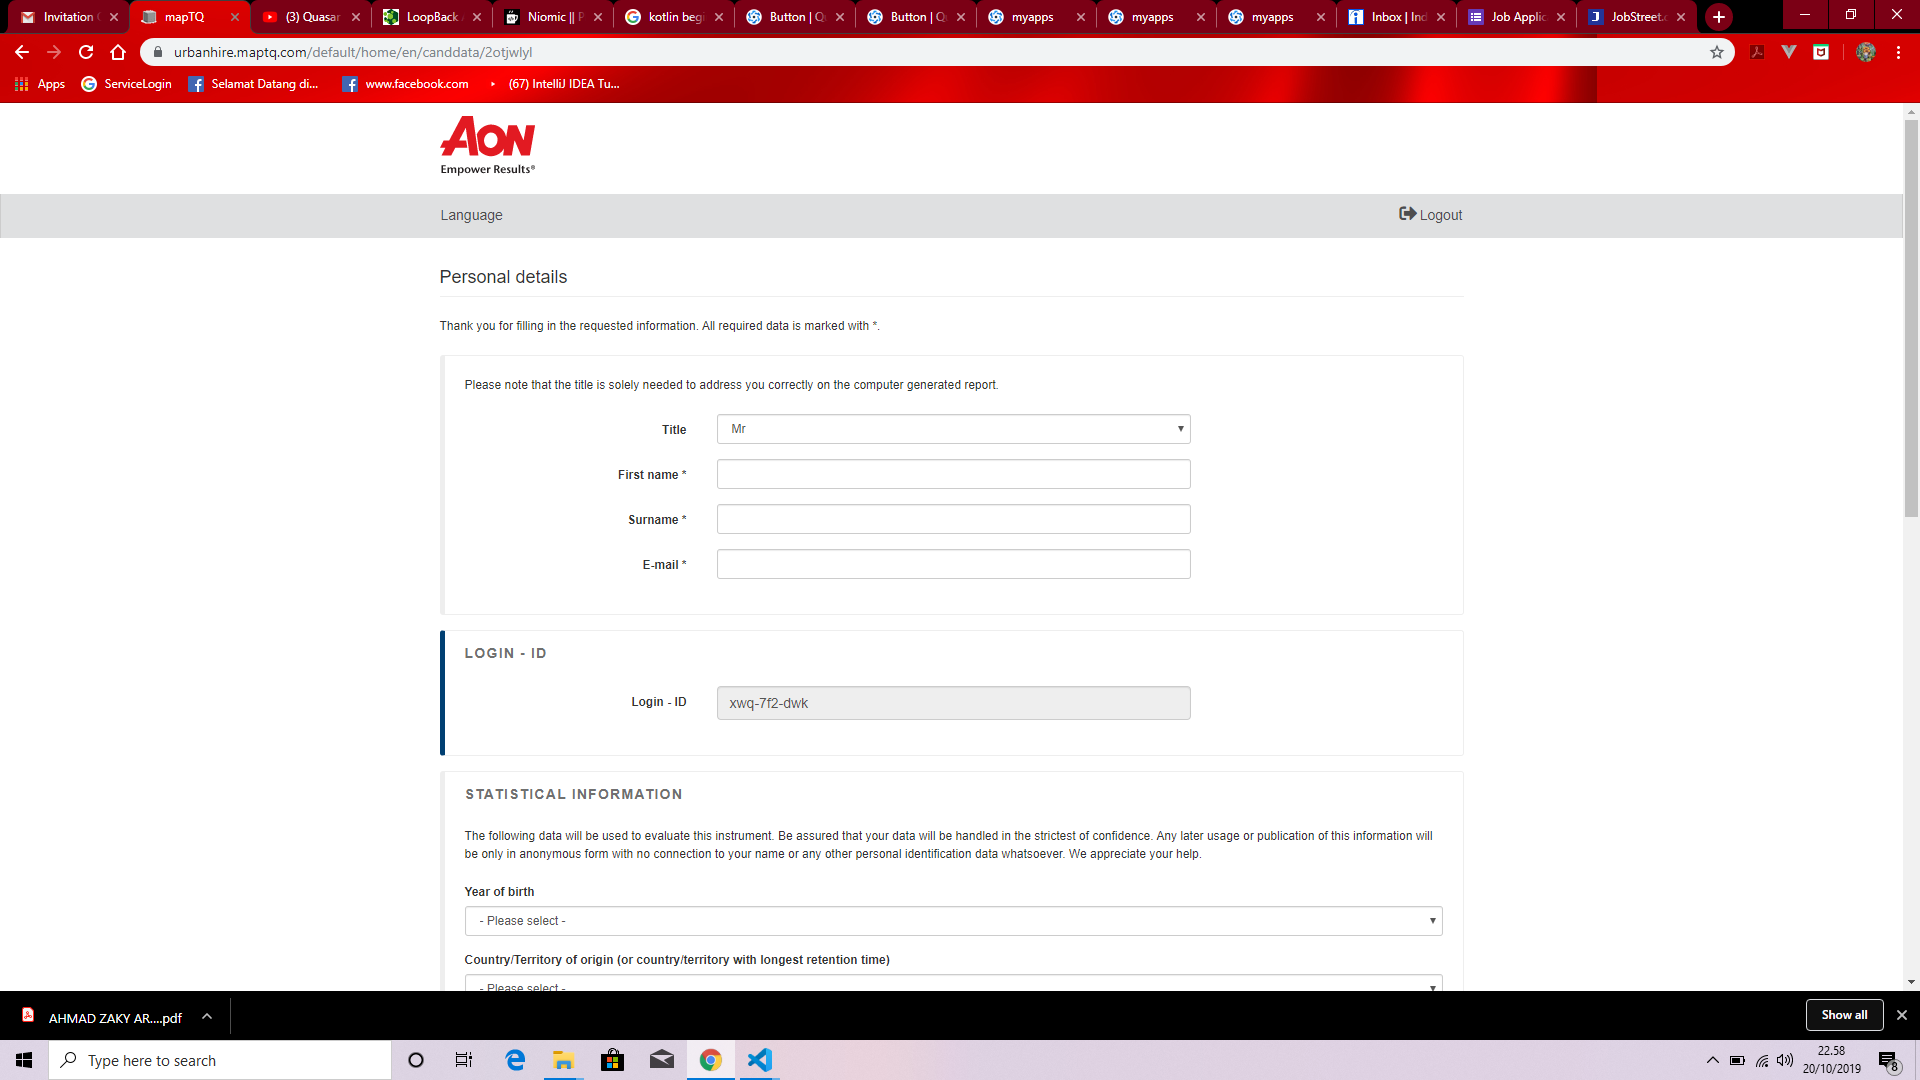 Invitation
mapTQ
(3) Quasar
LoopBack
Niomic || P
kotlin begi
Button | Q
Button | Q
myapps
myapps
myapps
Inbox | Ind
Job Applic
JobStreet.c
urbanhire.maptq.com/default/home/en/canddata/2otjwlyl
Apps
ServiceLogin
Selamat Datang di...
www.facebook.com
(67) IntelliJ IDEA Tu...
AON
Empower Results®
Language
Logout
Personal details
Thank you for filling in the requested information. All required data is marked with *.
Please note that the title is solely needed to address you correctly on the computer generated report.
Title
Mr
First name *
Surname *
E-mail *
LOGIN - ID
Login - ID
xwq-7f2-dwk
STATISTICAL INFORMATION
The following data will be used to evaluate this instrument. Be assured that your data will be handled in the strictest of confidence. Any later usage or publication of this information will
be only in anonymous form with no connection to your name or any other personal identification data whatsoever. We appreciate your help.
Year of birth
- Please select -
Country/Territory of origin (or country/territory with longest retention time)
- Please select -
AHMAD ZAKY AR....pdf
Show all
Type here to search
22.58
20/10/2019
8